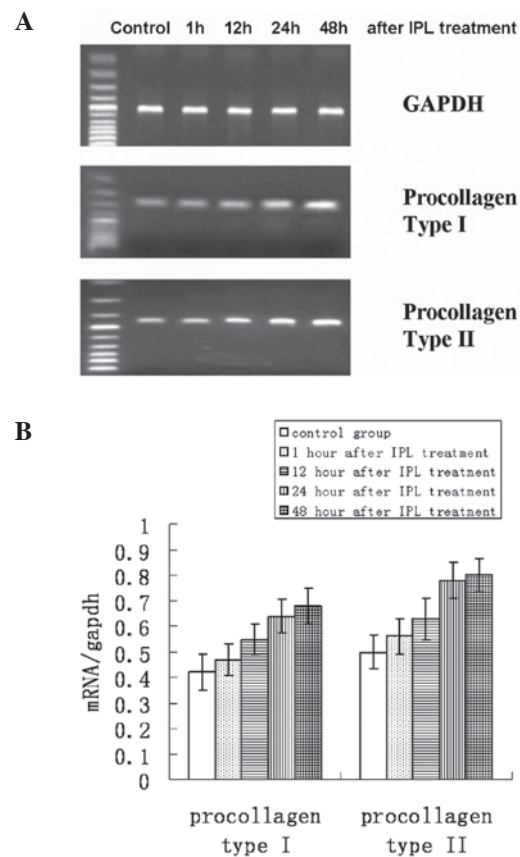 A
Control 1h 12h 24h 48h after IPL treatment
GAPDH
Procollagen
Type I
Procollagen
Type II
B
control group
1 hour after IPL treatment
12 hour after IPL treatment
24 hour after IPL treatment
48 hour after IPL treatment
mRNA/gapdh
1
0.9
0.8
0.7
0.6
0.5
0.4
0.3
0.2
0.1
0
procollagen procollagen
type I type II